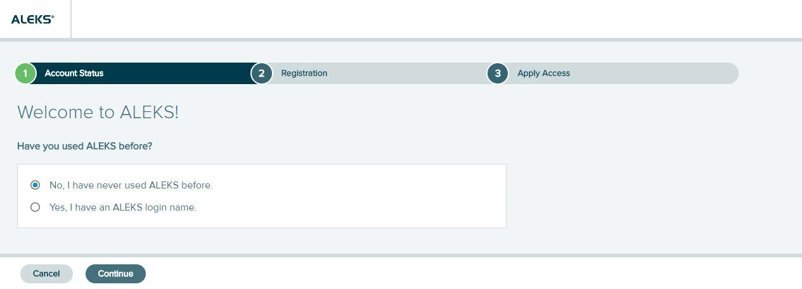 ALEKS®
1 Account Status 2 Registration 3 Apply Access
Welcome to ALEKS!
Have you used ALEKS before?
No, I have never used ALEKS before.
Yes, I have an ALEKS login name.
Cancel Continue